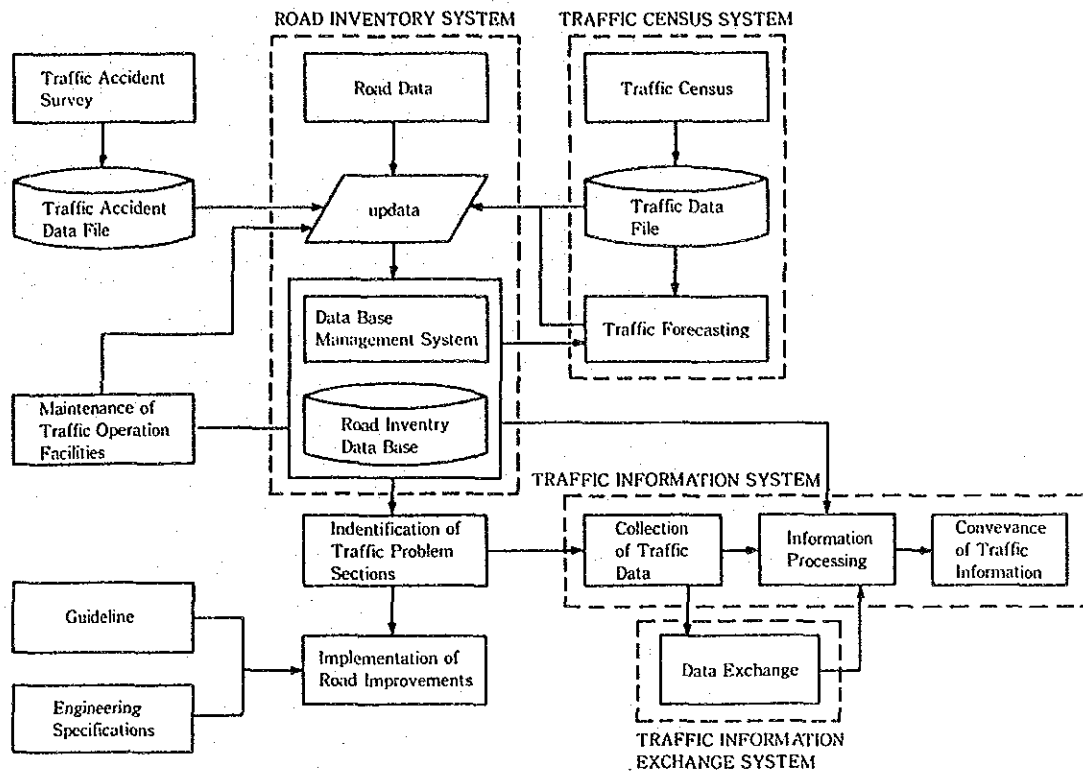 ROAD INVENTORY SYSTEM
TRAFFIC CENSUS SYSTEM
Traffic Accident
Survey
Road Data
Traffic Census
Traffic Accident
Data File
updata
Traffic Data
File
Data Base
Management System
Traffic Forecasting
Maintenance of
Traffic Operation
Facilities
Road Inventry
Data Base
TRAFFIC INFORMATION SYSTEM
Indentification of
Traffic Problem
Sections
Collection
of Traffic
Data
Information
Processing
Conveyance
of Traffic
Information
Guideline
Implementation of
Road Improvements
Data Exchange
Engineering
Specifications
TRAFFIC INFORMATION
EXCHANGE SYSTEM